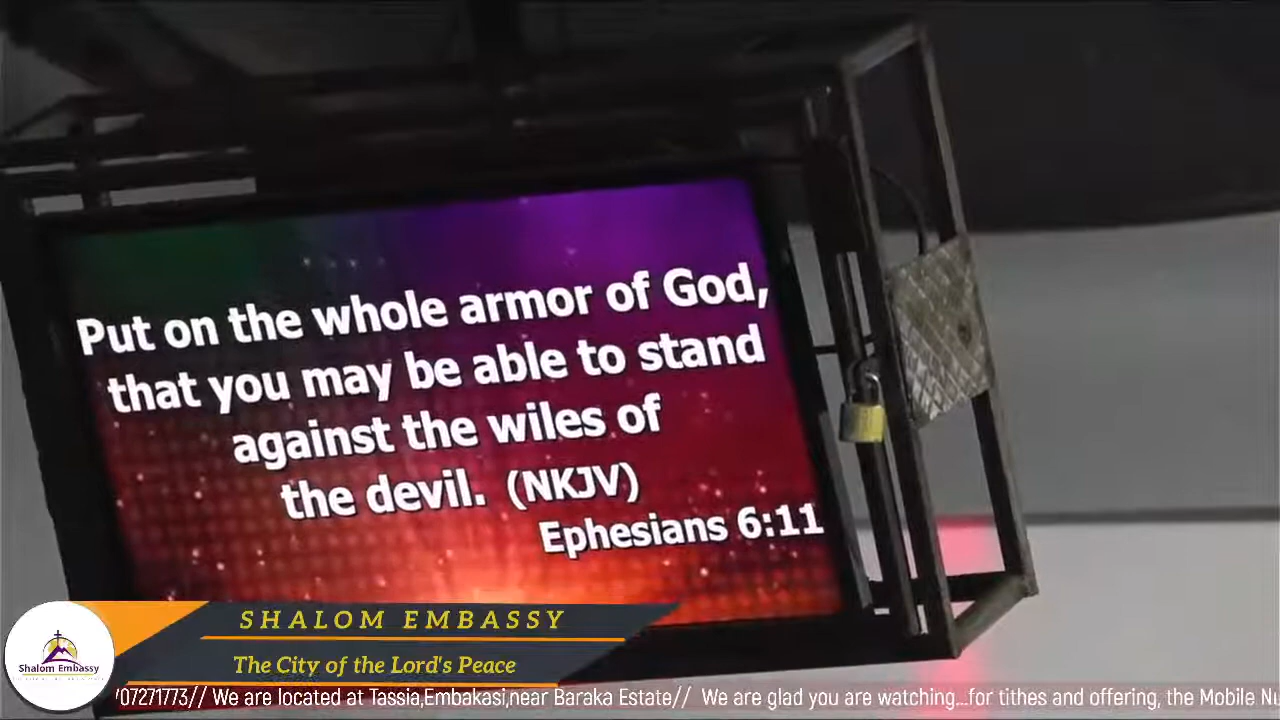 Put on the whole armor of God,
that you may be able to stand
against the wiles of
the devil. (NKJV)
Ephesians 6:11
SHALOM EMBASSY
The City of the Lord's Peace
Shalom Embassy
07271773// We are located at Tassia,Embakasi,near Baraka Estate// We are glad you are watching...for tithes and offering, the Mobile